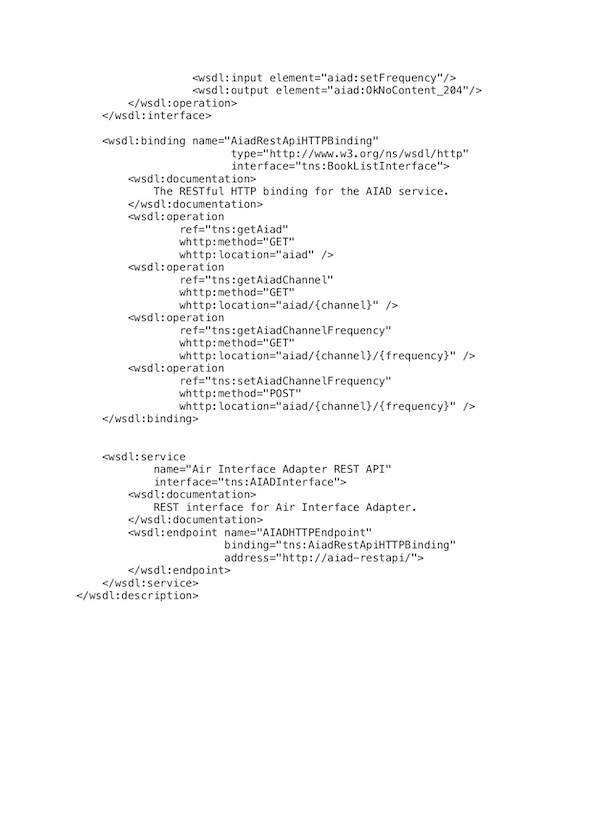 <wsdl:input element="aiad:setFrequency"/>
<wsdl:output element="aiad:OkNoContent_204"/>
</wsdl:operation>
</wsdl:interface>
<wsdl:binding name="AiadRestApiHTTPBinding"
type="http://www.w3.org/ns/wsdl/http"
interface="tns:BookListInterface">
<wsdl:documentation>
The RESTful HTTP binding for the AIAD service.
</wsdl:documentation>
<wsdl:operation
ref="tns:getAiad"
whttp:method="GET"
whttp:location="aiad" />
<wsdl:operation
ref="tns:getAiadChannel"
whttp:method="GET"
whttp:location="aiad/{channel}" />
<wsdl:operation
ref="tns:getAiadChannelFrequency"
whttp:method="GET"
whttp:location="aiad/{channel}/{frequency}" />
<wsdl:operation
ref="tns:setAiadChannelFrequency"
whttp:method="POST"
whttp:location="aiad/{channel}/{frequency}" />
</wsdl:binding>
<wsdl:service
name="Air Interface Adapter REST API"
interface="tns:AIADInterface">
<wsdl:documentation>
REST interface for Air Interface Adapter.
</wsdl:documentation>
<wsdl:endpoint name="AIADHTTPEndpoint"
binding="tns:AiadRestApiHTTPBinding"
address="http://aiad-restapi/">
</wsdl:endpoint>
</wsdl:service>
</wsdl:description>